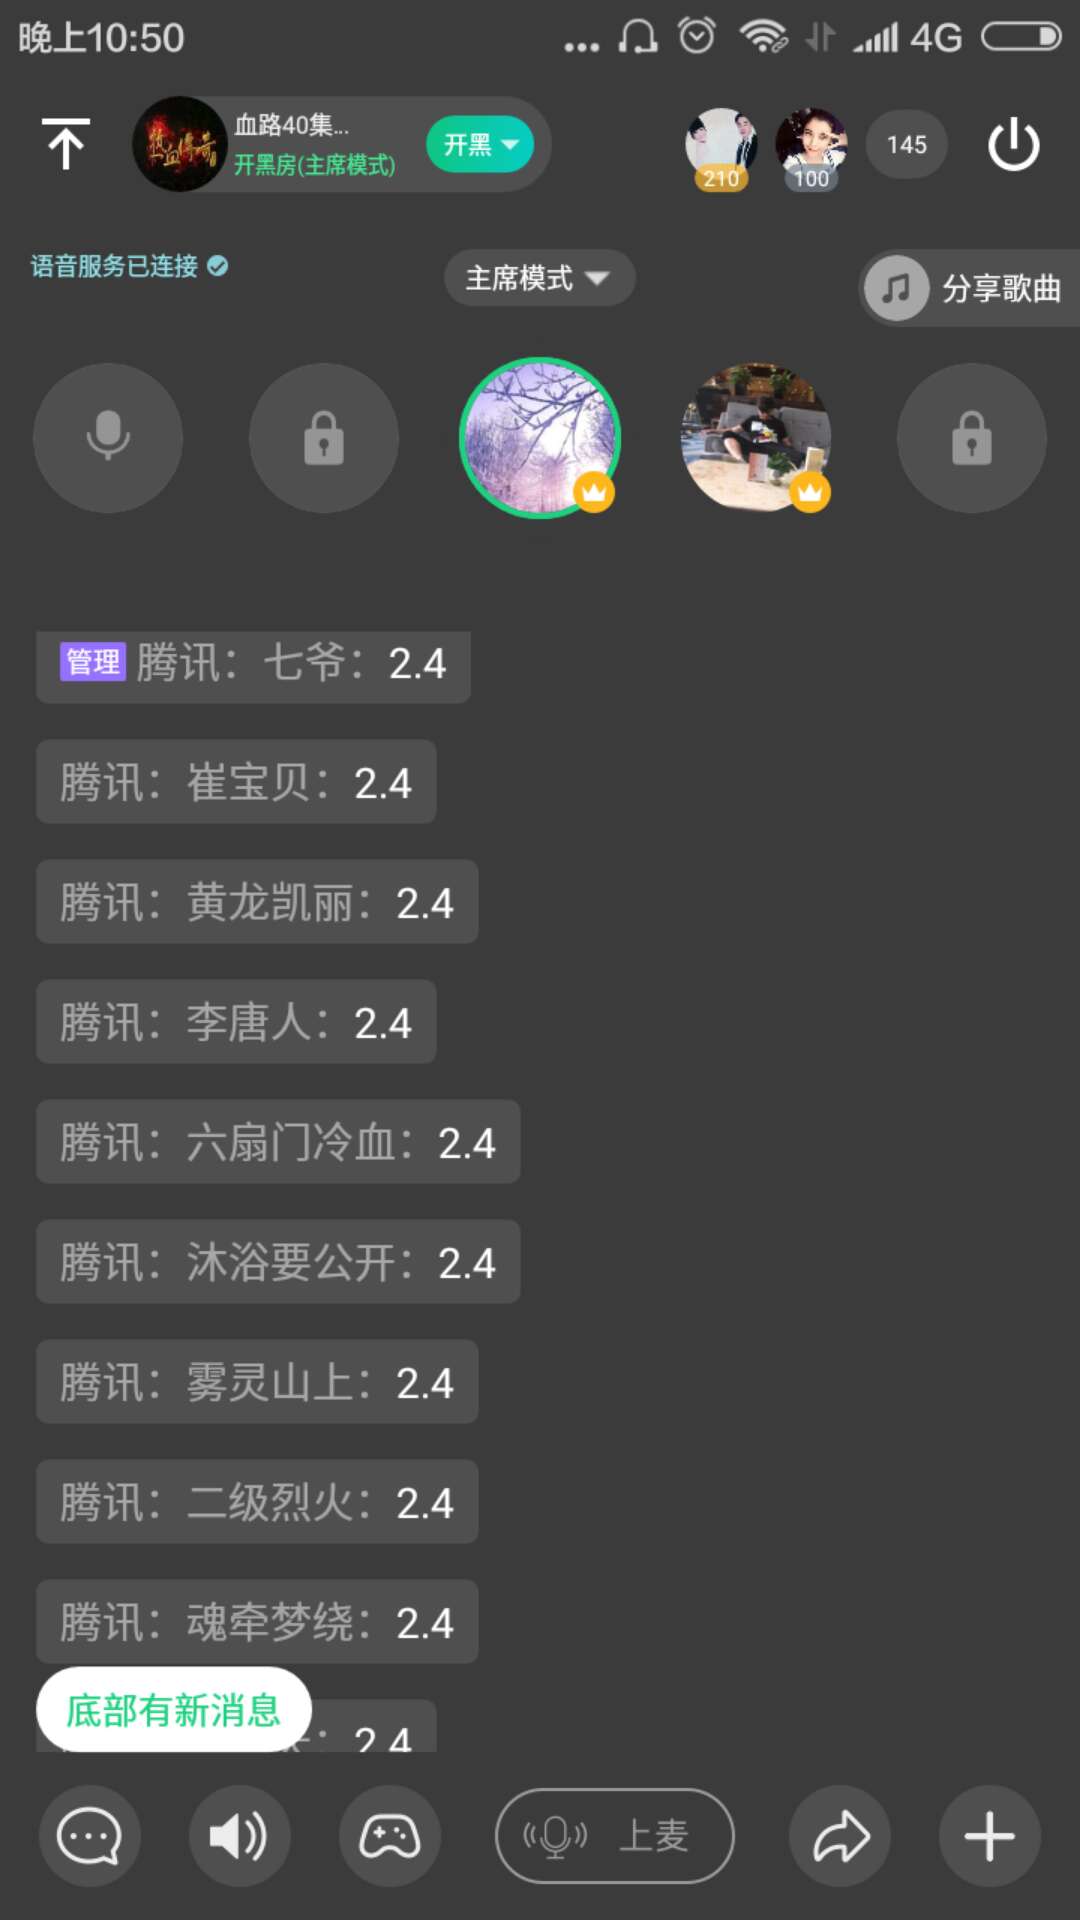 晚上10:50
4G
热血传奇
血路40集...
开黑房(主席模式)
开黑
210
100
145
语音服务已连接
主席模式
分享歌曲
管理 腾讯：七爷：2.4
腾讯：崔宝贝：2.4
腾讯：黄龙凯丽：2.4
腾讯：李唐人：2.4
腾讯：六扇门冷血：2.4
腾讯：沐浴要公开：2.4
腾讯：雾灵山上：2.4
腾讯：二级烈火：2.4
腾讯：魂牵梦绕：2.4
底部有新消息
：2.4
上麦